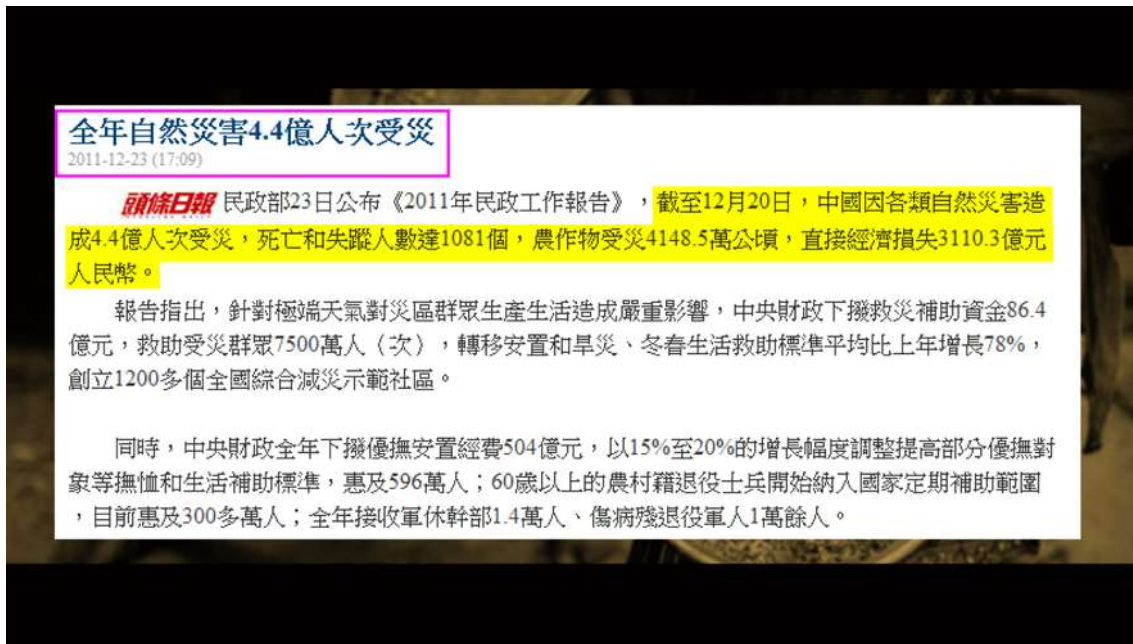 全年自然災害4.4億人次受災
2011-12-23 (17:09)
頭條日報 民政部23日公布《2011年民政工作報告》，截至12月20日，中國因各類自然災害造
成4.4億人次受災，死亡和失蹤人數達1081個，農作物受災4148.5萬公頃，直接經濟損失3110.3億元
人民幣。
報告指出，針對極端天氣對災區群眾生產生活造成嚴重影響，中央財政下撥救災補助資金86.4
億元，救助受災群眾7500萬人（次），轉移安置和旱災、冬春生活救助標準平均比上年增長78%，
創立1200多個全國綜合減災示範社區。
同時，中央財政全年下撥優撫安置經費504億元，以15%至20%的增長幅度調整提高部分優撫對
象等撫恤和生活補助標準，惠及596萬人；60歲以上的農村籍退役士兵開始納入國家定期補助範圍
，目前惠及300多萬人；全年接收軍休幹部1.4萬人、傷病殘退役軍人1萬餘人。